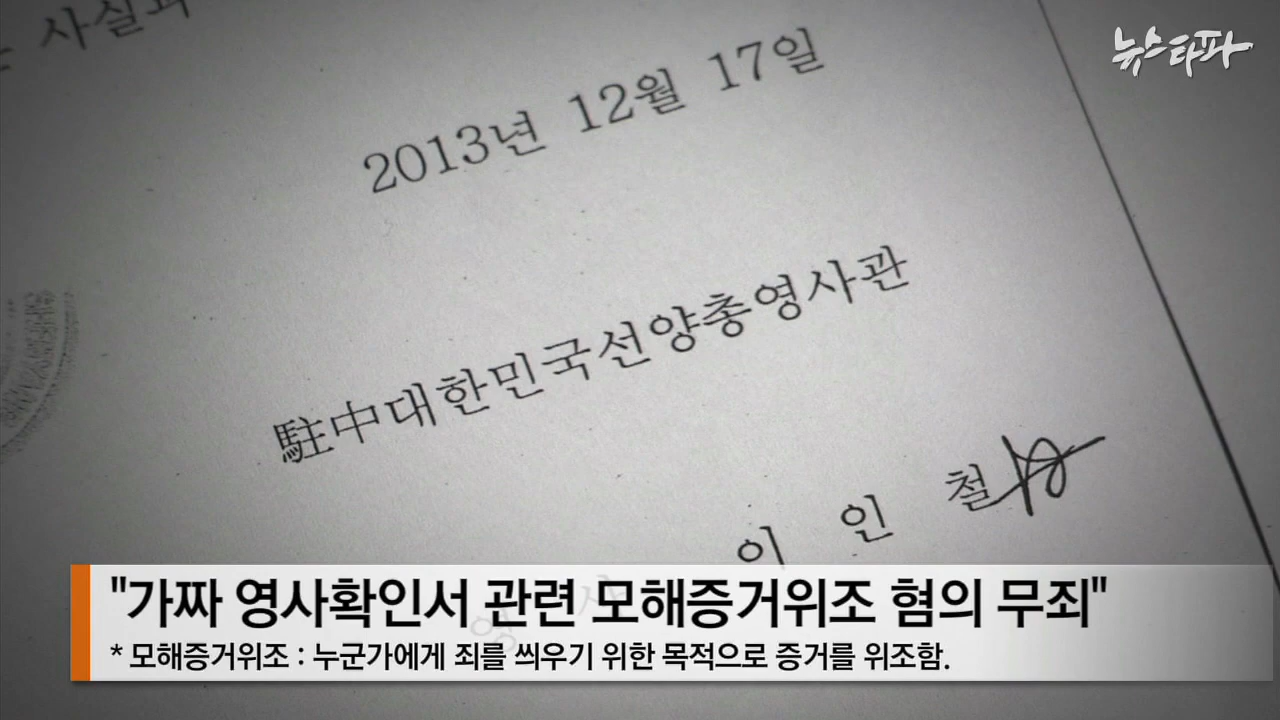 사실과
뉴스타파
2013년 12월 17일
駐中대한민국선양총영사관
영사 이 인 철
"가짜 영사확인서 관련 모해증거위조 혐의 무죄"
* 모해증거위조 : 누군가에게 죄를 씌우기 위한 목적으로 증거를 위조함.